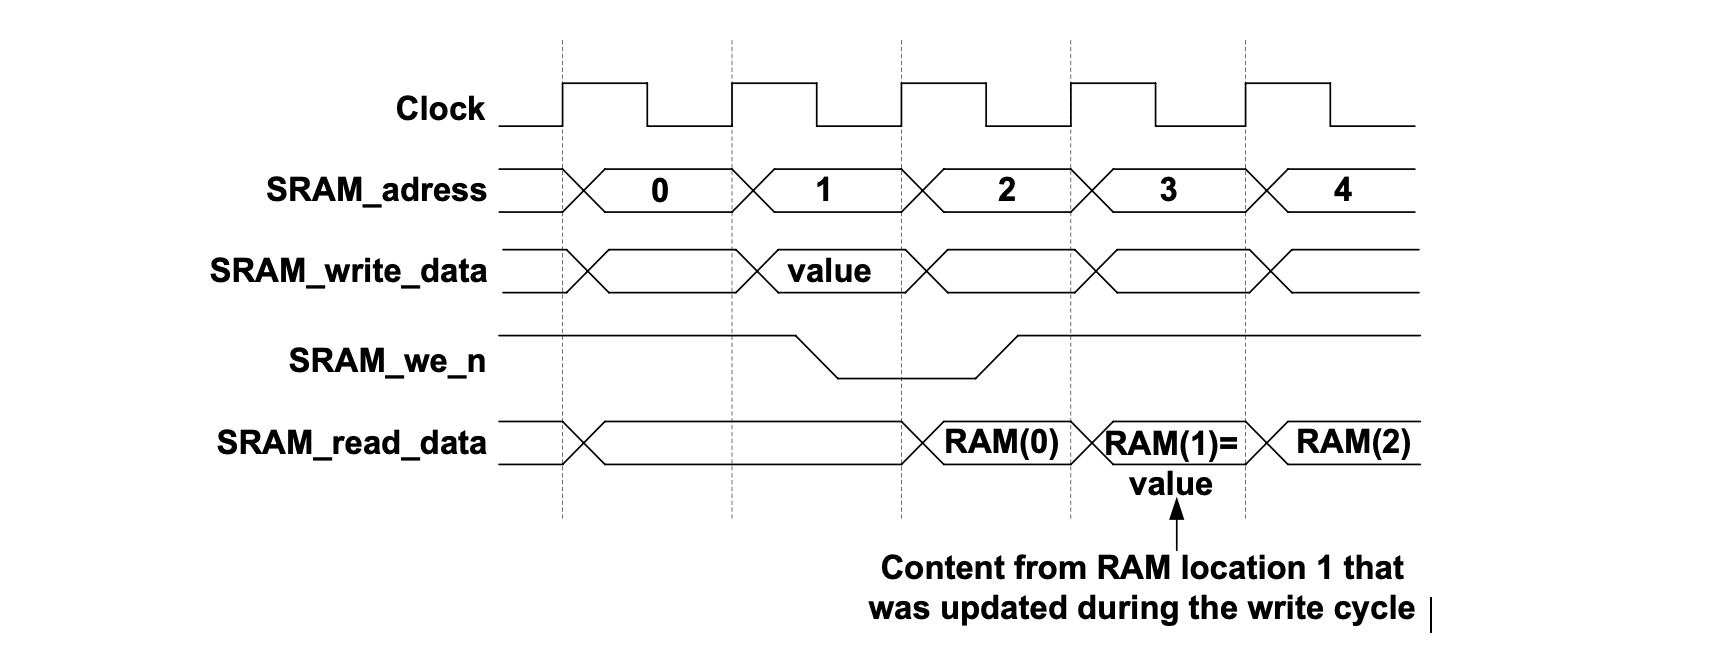 Clock
SRAM_adress 0 1 2 3 4
SRAM_write_data value
SRAM_we_n
SRAM_read_data RAM(0) RAM(1)= RAM(2)
value
Content from RAM location 1 that
was updated during the write cycle